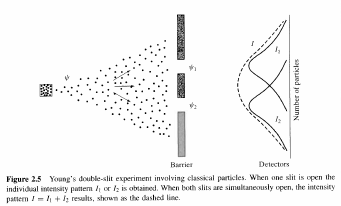 ψ
ψ₁
ψ₂
I
I₁
I₂
Number of particles
Barrier
Detectors
Figure 2.5 Young's double-slit experiment involving classical particles. When one slit is open the
individual intensity pattern I₁ or I₂ is obtained. When both slits are simultaneously open, the intensity
pattern I = I₁ + I₂ results, shown as the dashed line.